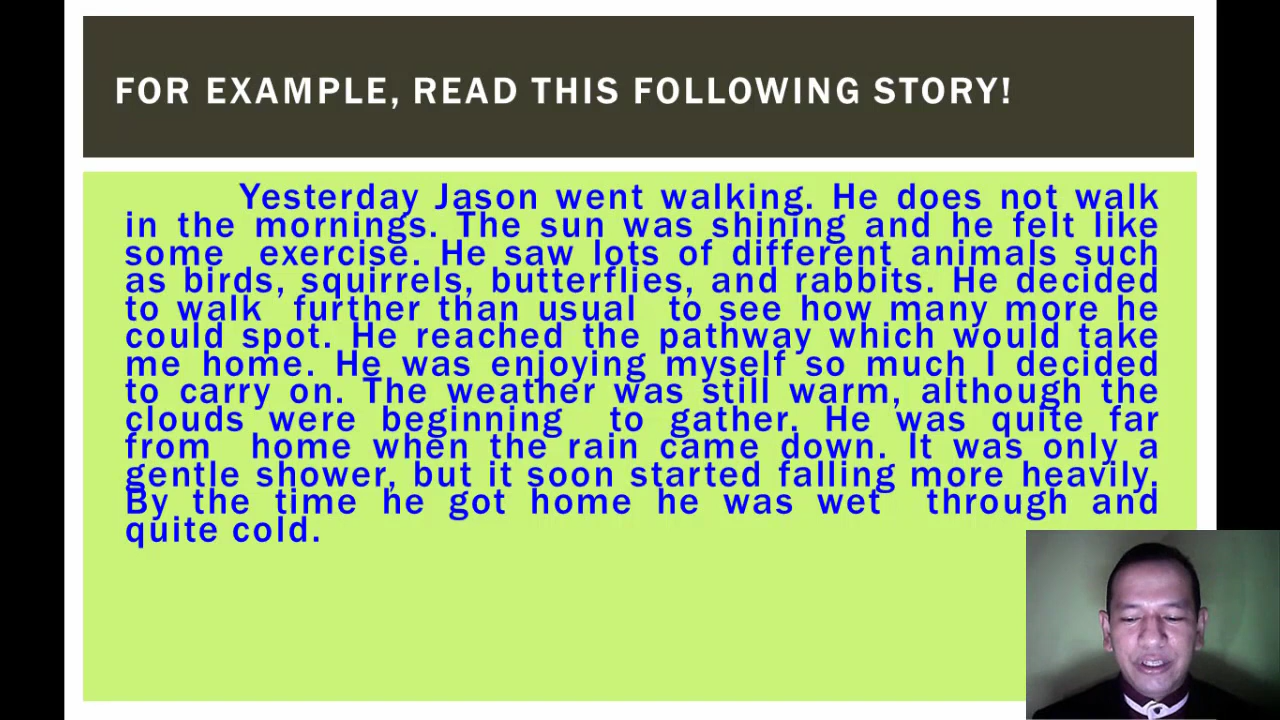 FOR EXAMPLE, READ THIS FOLLOWING STORY!
Yesterday Jason went walking. He does not walk
in the mornings. The sun was shining and he felt like
some exercise. He saw lots of different animals such
as birds, squirrels, butterflies, and rabbits. He decided
to walk further than usual to see how many more he
could spot. He reached the pathway which would take
me home. He was enjoying myself so much I decided
to carry on. The weather was still warm, although the
clouds were beginning to gather. He was quite far
from home when the rain came down. It was only a
gentle shower, but it soon started falling more heavily.
By the time he got home he was wet through and
quite cold.